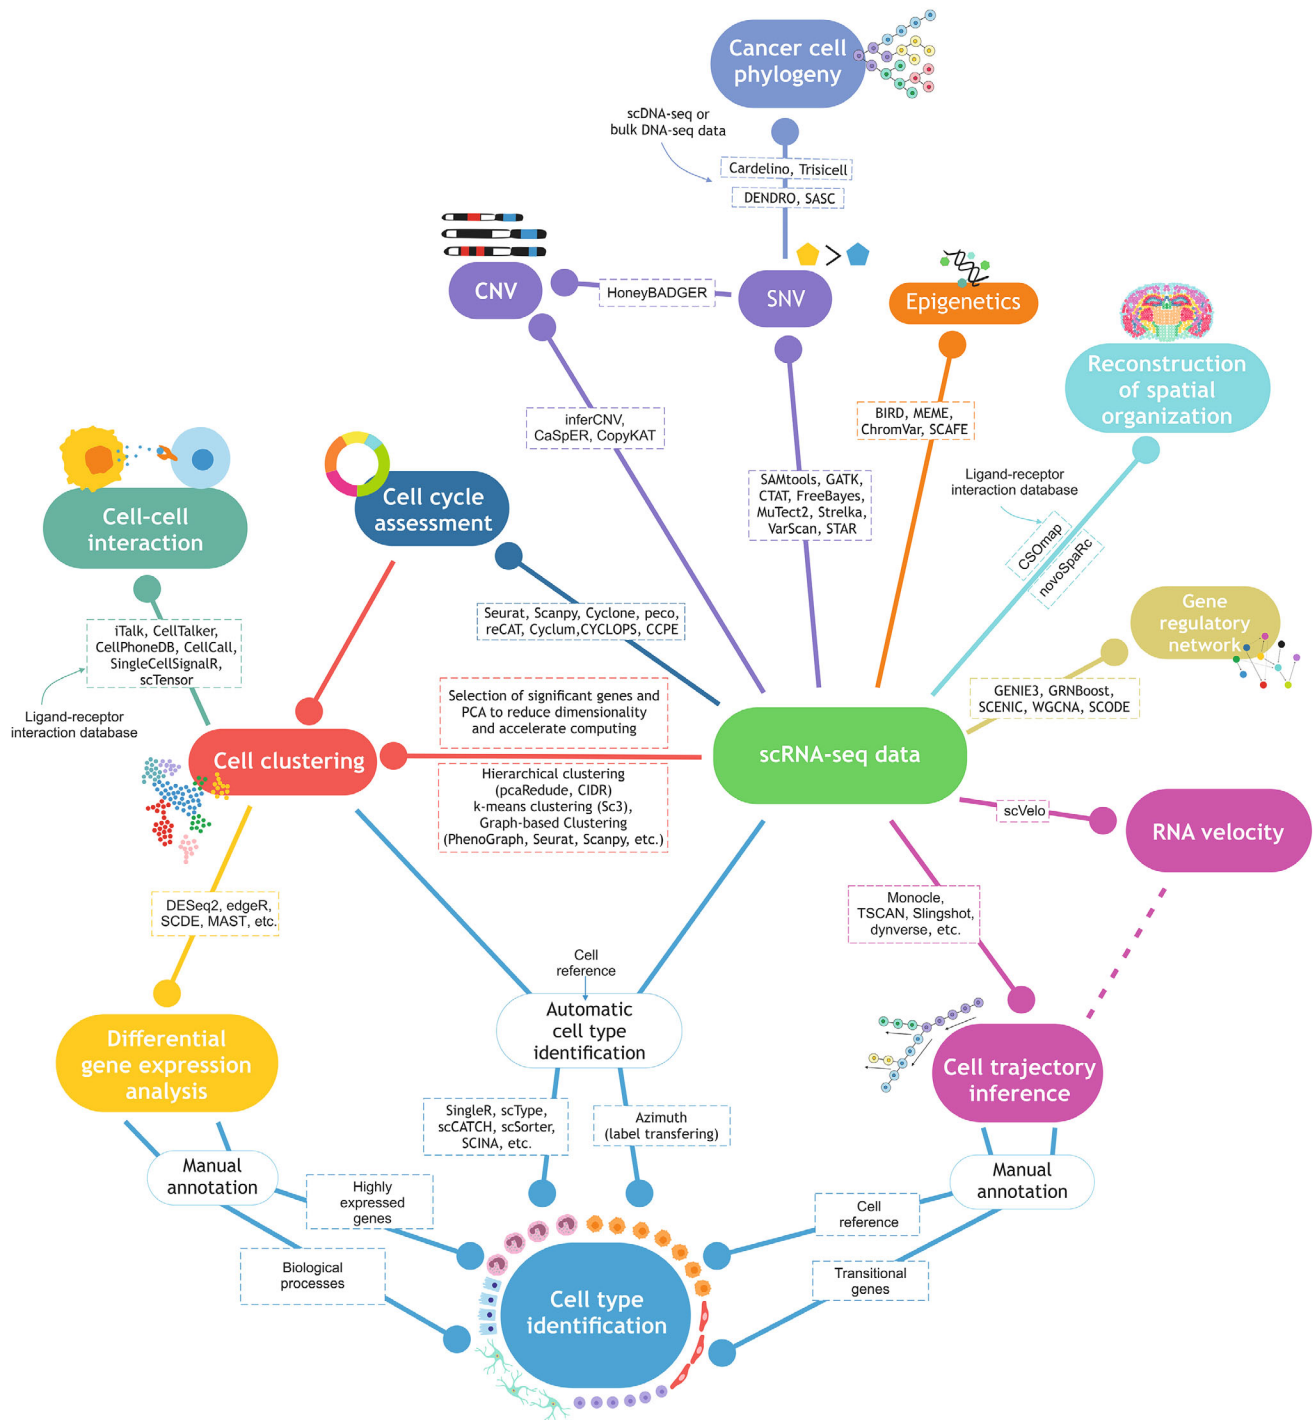 Cancer cell
phylogeny
scDNA-seq or
bulk DNA-seq data
Cardelino, Trisicell
DENDRO, SASC
CNV
HoneyBADGER
SNV
>
Epigenetics
Reconstruction
of spatial
organization
inferCNV,
CaSpER, CopyKAT
BIRD, MEME,
ChromVar, SCAFE
SAMtools, GATK,
CTAT, FreeBayes,
MuTect2, Strelka,
VarScan, STAR
Ligand-receptor
interaction database
CSOmap
novoSpaRc
Cell-cell
interaction
Cell cycle
assessment
Seurat, Scanpy, Cyclone, peco,
reCAT, Cyclum,CYCLOPS, CCPE
Gene
regulatory
network
GENIE3, GRNBoost,
SCENIC, WGCNA, SCODE
iTalk, CellTalker,
CellPhoneDB, CellCall,
SingleCellSignalR,
scTensor
Ligand-receptor
interaction database
Selection of significant genes and
PCA to reduce dimensionality
and accelerate computing
Cell clustering
scRNA-seq data
Hierarchical clustering
(pcaRedude, CIDR)
k-means clustering (Sc3),
Graph-based Clustering
(PhenoGraph, Seurat, Scanpy, etc.)
scVelo
RNA velocity
DESeq2, edgeR,
SCDE, MAST, etc.
Monocle,
TSCAN, Slingshot,
dynverse, etc.
Cell
reference
Automatic
cell type
identification
Differential
gene expression
analysis
Cell trajectory
inference
SingleR, scType,
scCATCH, scSorter,
SCINA, etc.
Azimuth
(label transfering)
Manual
annotation
Manual
annotation
Highly
expressed
genes
Cell
reference
Biological
processes
Transitional
genes
Cell type
identification